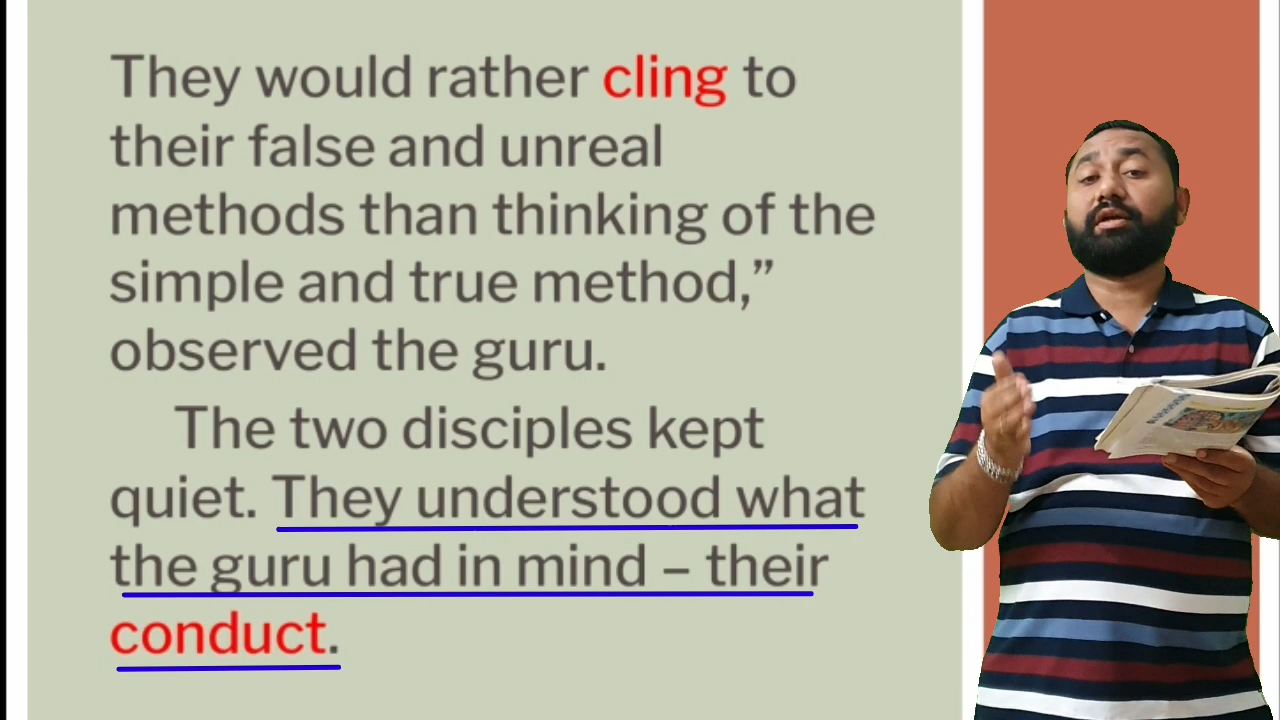 They would rather cling to
their false and unreal
methods than thinking of the
simple and true method,”
observed the guru.
The two disciples kept
quiet. They understood what
the guru had in mind – their
conduct.